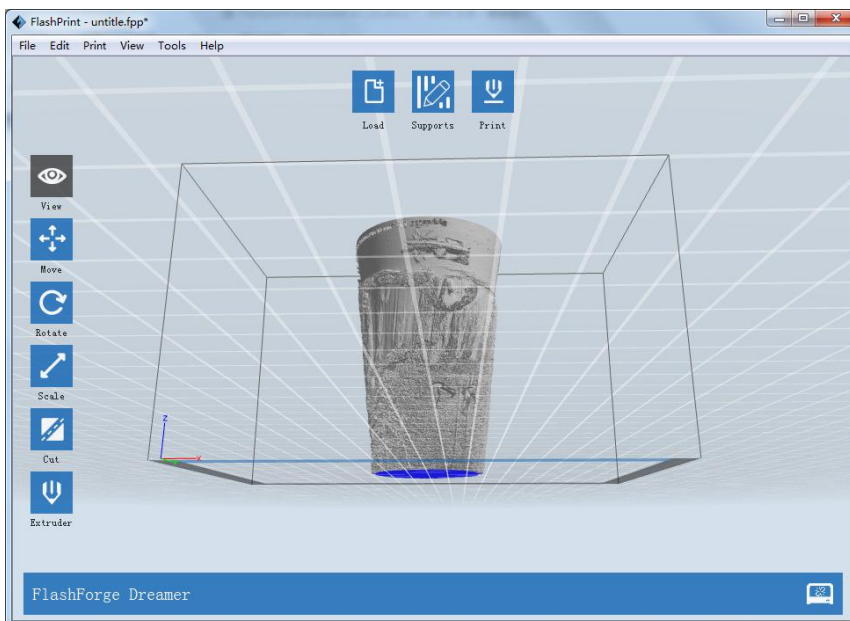 FlashPrint - untitle.fpp*
File Edit Print View Tools Help
Load Supports Print
View
Move
Rotate
Scale
Cut
Extruder
z
x
FlashForge Dreamer